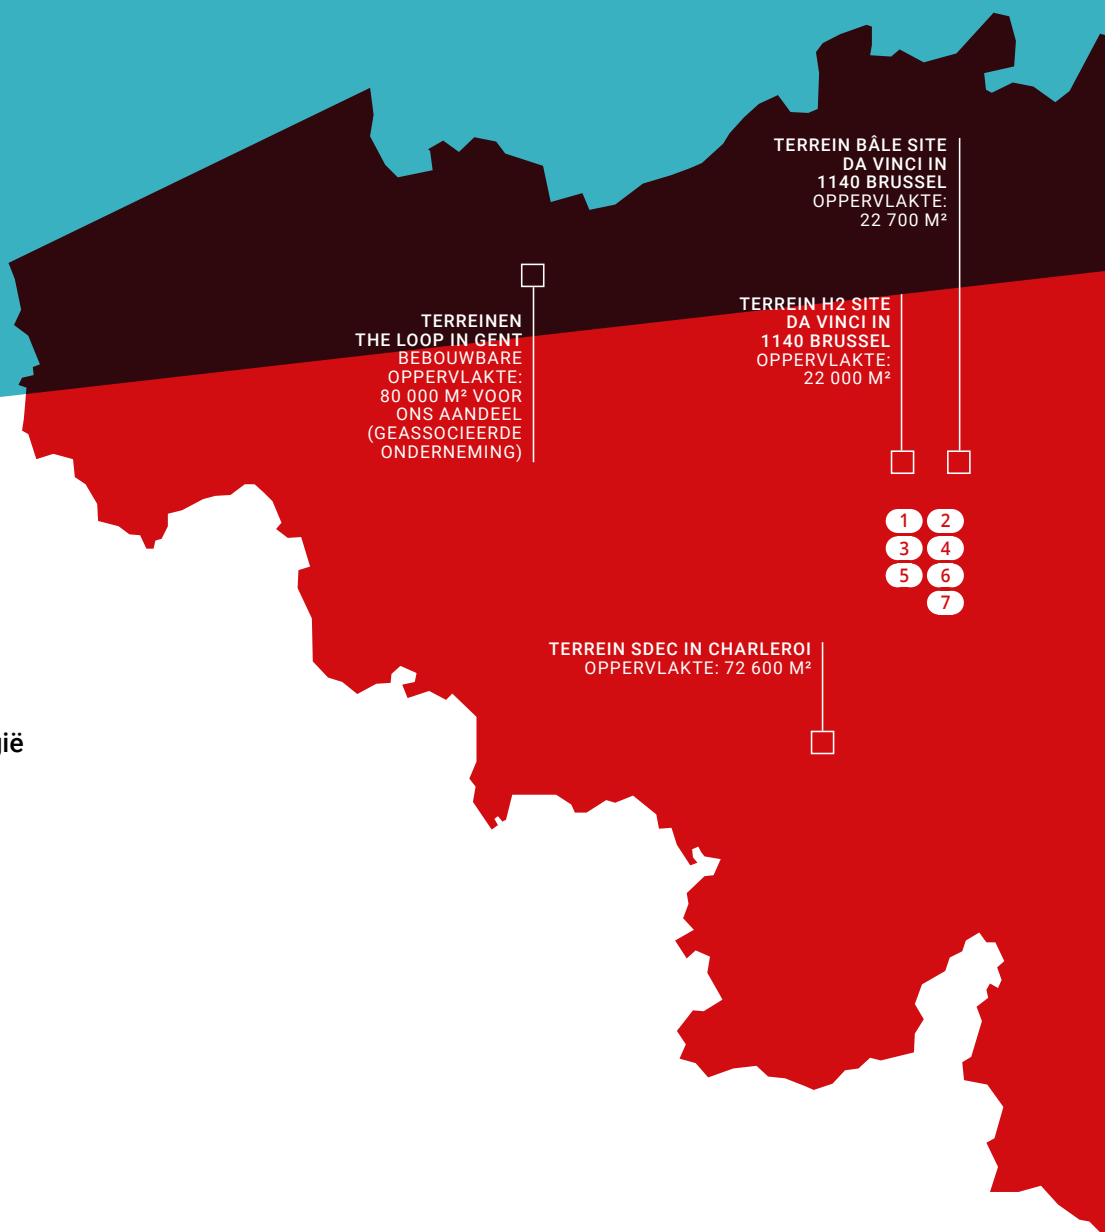 TERREIN BÂLE SITE
DA VINCI IN
1140 BRUSSEL
OPPERVLAKTE:
22 700 M²
TERREIN H2 SITE
DA VINCI IN
1140 BRUSSEL
OPPERVLAKTE:
22 000 M²
TERREINEN
THE LOOP IN GENT
BEBOUWBARE
OPPERVLAKTE:
80 000 M² VOOR
ONS AANDEEL
(GEASSOCIEERDE
ONDERNEMING)
1 2
3 4
5 6
7
TERREIN SDEC IN CHARLEROI
OPPERVLAKTE: 72 600 M²